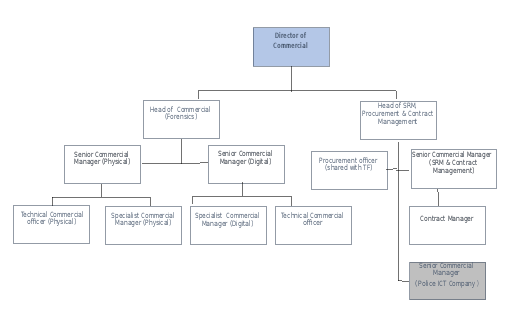 Director of
Commercial
Head of Commercial
(Forensics)
Head of SRM,
Procurement & Contract
Management
Senior Commercial
Manager (Physical)
Senior Commercial
Manager (Digital)
Procurement officer
(shared with TF)
Senior Commercial Manager
(SRM & Contract
Management)
Technical Commercial
officer (Physical)
Specialist Commercial
Manager (Physical)
Specialist Commercial
Manager (Digital)
Technical Commercial
officer
Contract Manager
Senior Commercial
Manager
(Police ICT Company )